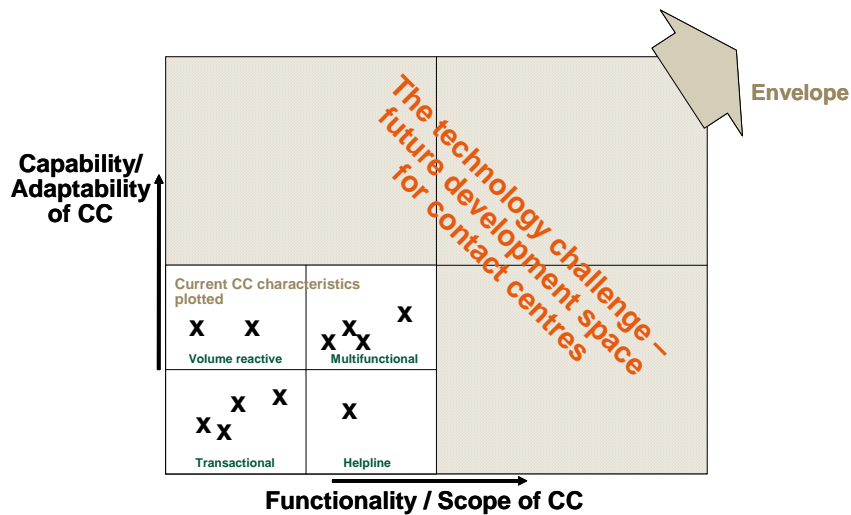 Envelope
The technology challenge –
future development space
for contact centres
Capability/
Adaptability
of CC
Current CC characteristics
plotted
X X X X X X
Volume reactive
Multifunctional
X X X X X
Transactional
Helpline
Functionality / Scope of CC